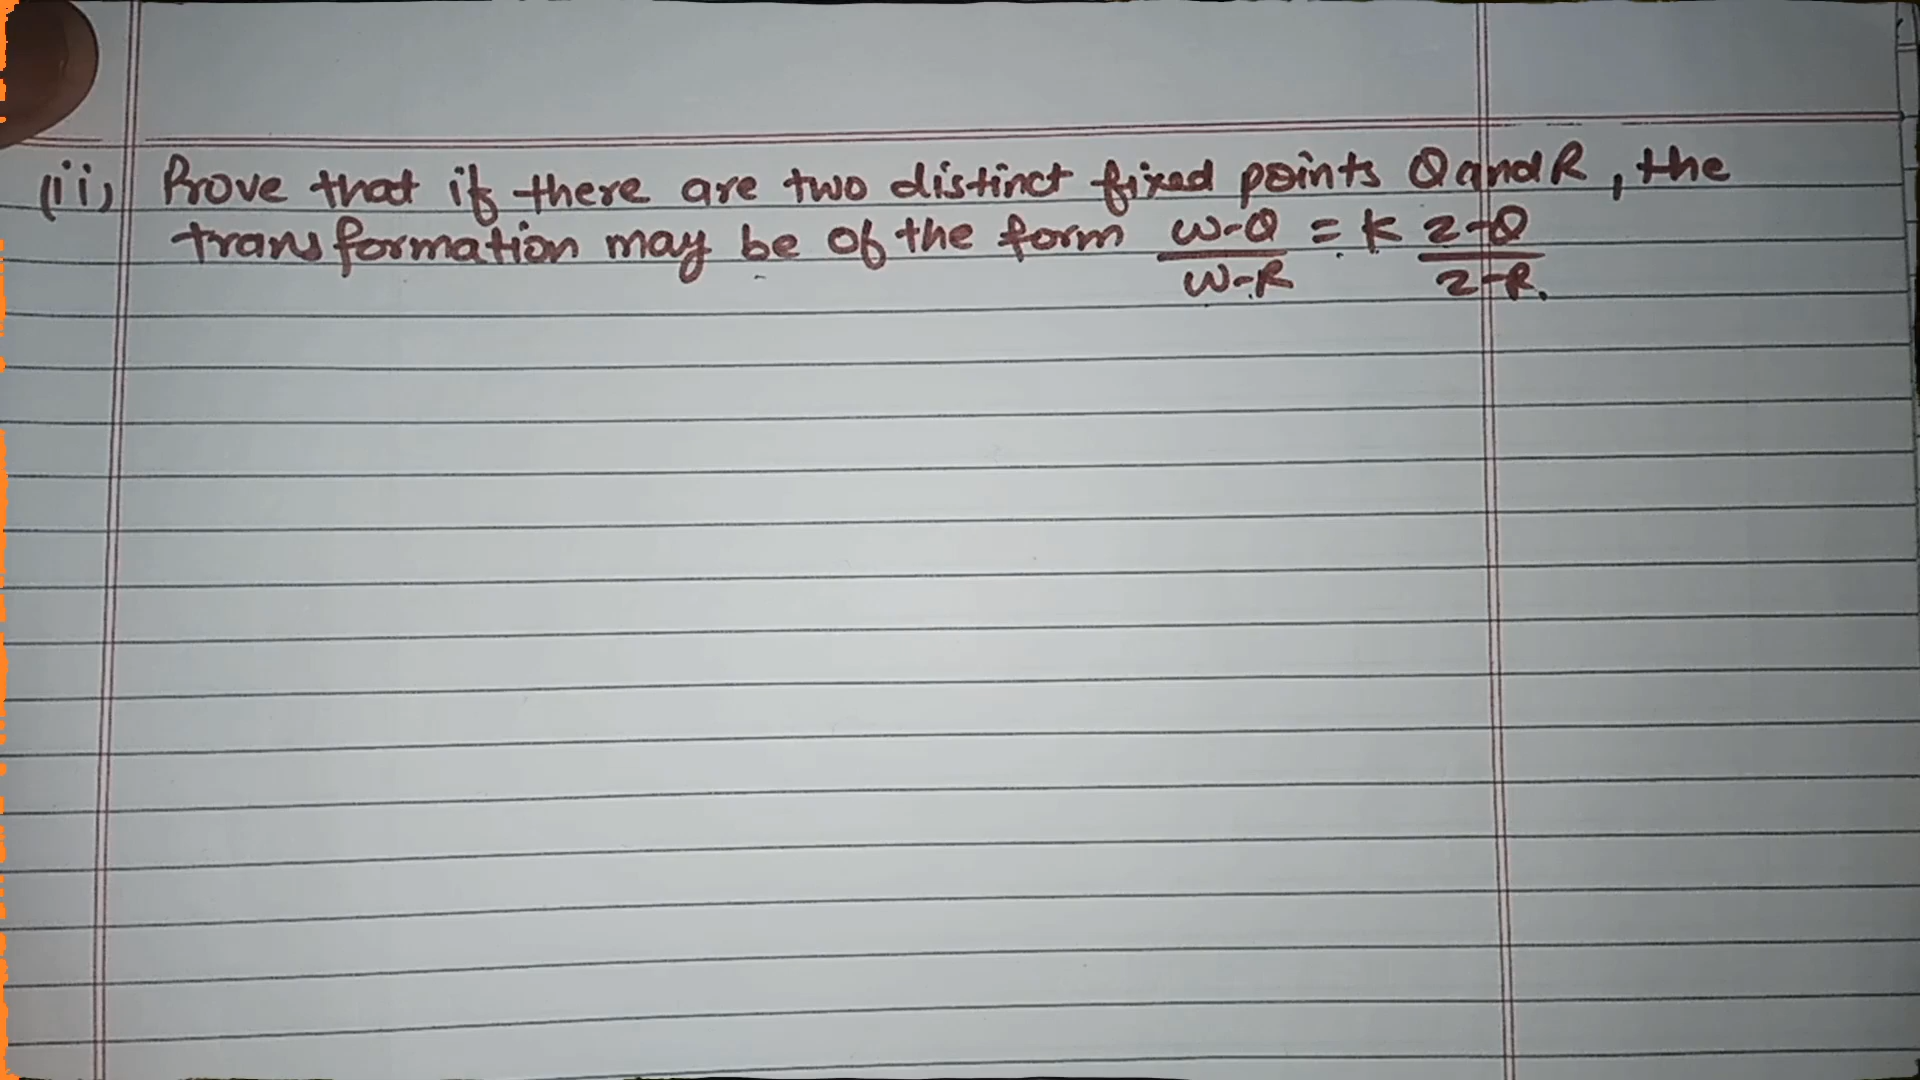 (ii) Prove that if there are two distinct fixed points Q and R, the
transformation may be of the form w-Q = k z-Q
w-R z-R.